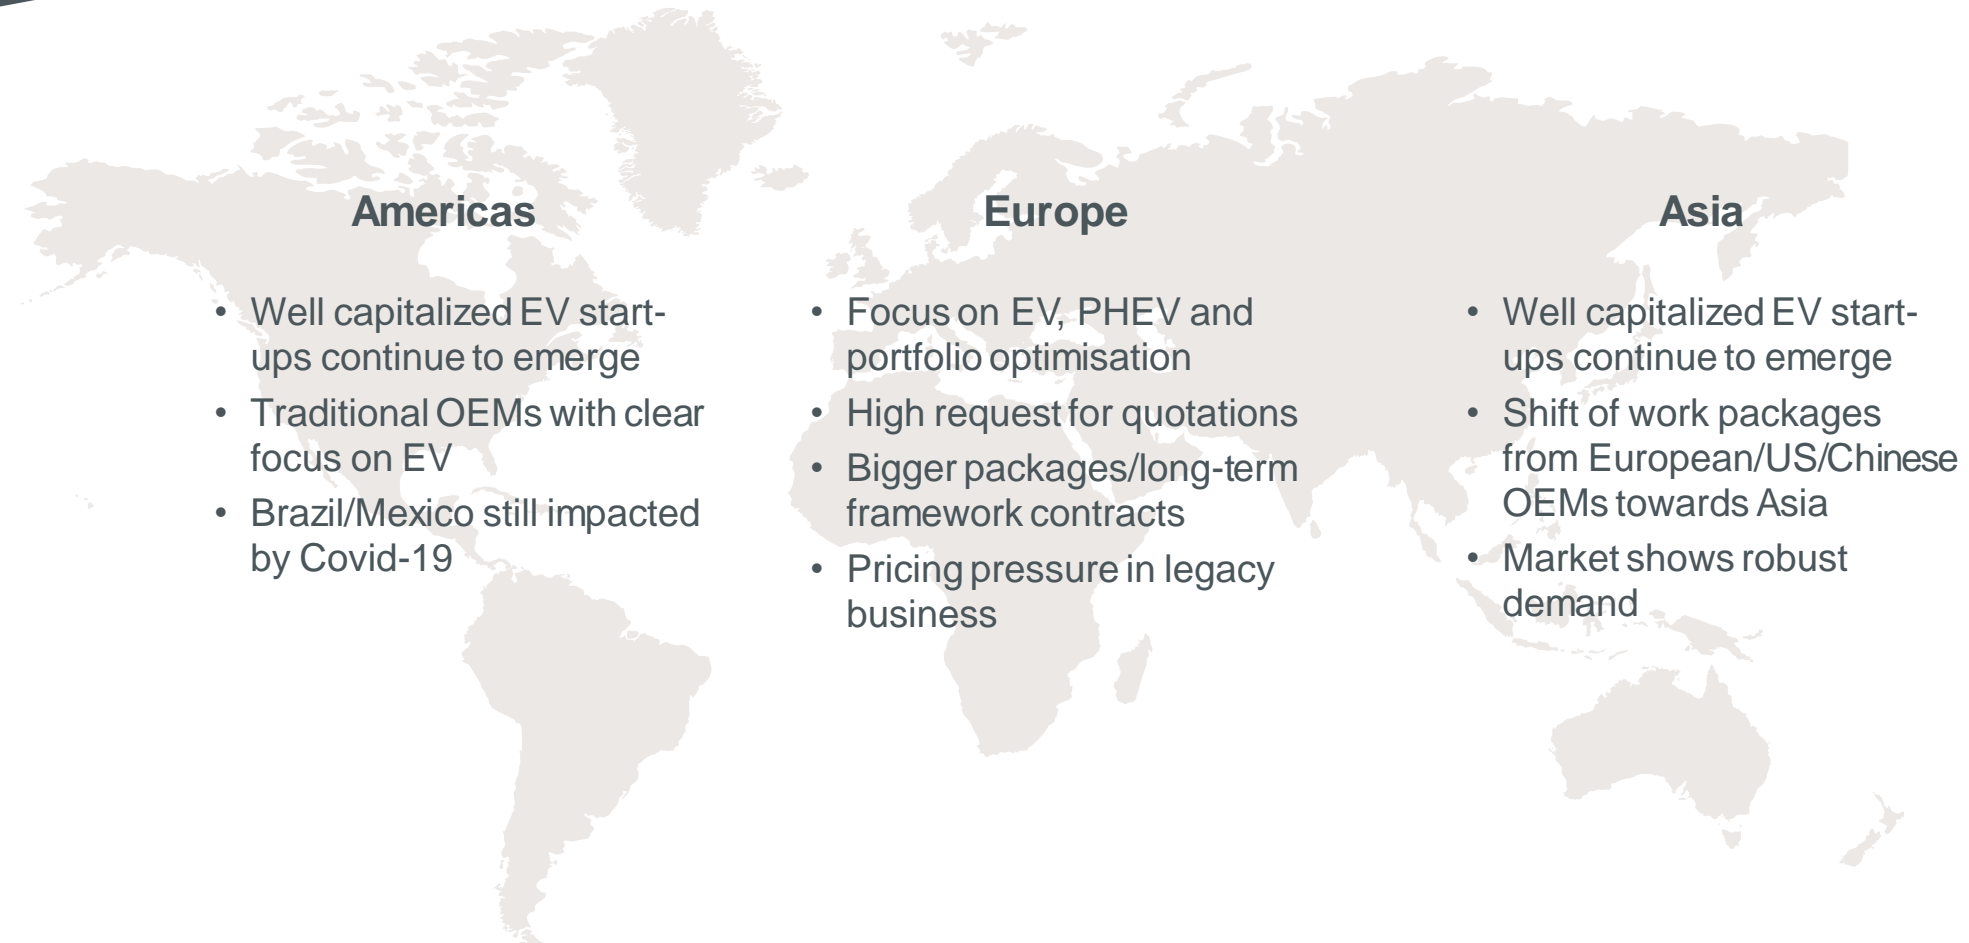 Americas
• Well capitalized EV start-
ups continue to emerge
• Traditional OEMs with clear
focus on EV
• Brazil/Mexico still impacted
by Covid-19
Europe
• Focus on EV, PHEV and
portfolio optimisation
• High request for quotations
• Bigger packages/long-term
framework contracts
• Pricing pressure in legacy
business
Asia
• Well capitalized EV start-
ups continue to emerge
• Shift of work packages
from European/US/Chinese
OEMs towards Asia
• Market shows robust
demand